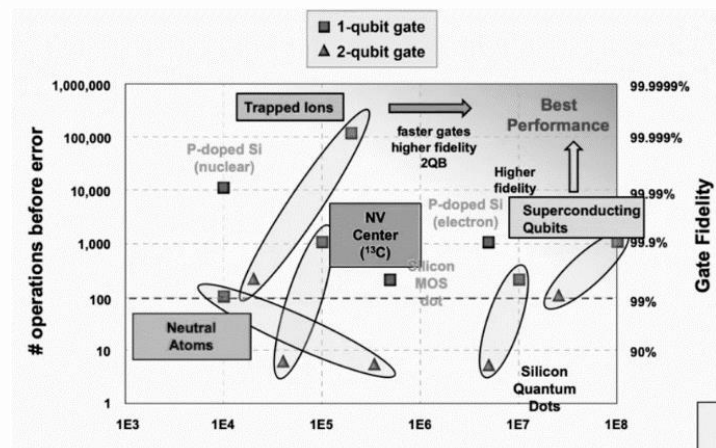 1-qubit gate
2-qubit gate
1,000,000
100,000
10,000
1,000
100
10
1
# operations before error
99.9999%
99.999%
99.99%
99.9%
99%
90%
Gate Fidelity
Trapped Ions
P-doped Si
(nuclear)
faster gates
higher fidelity
2QB
Best
Performance
Higher
fidelity
P-doped Si
(electron)
Superconducting
Qubits
NV
Center
(¹³C)
Silicon
MOS
dot
Neutral
Atoms
Silicon
Quantum
Dots
1E3
1E4
1E5
1E6
1E7
1E8